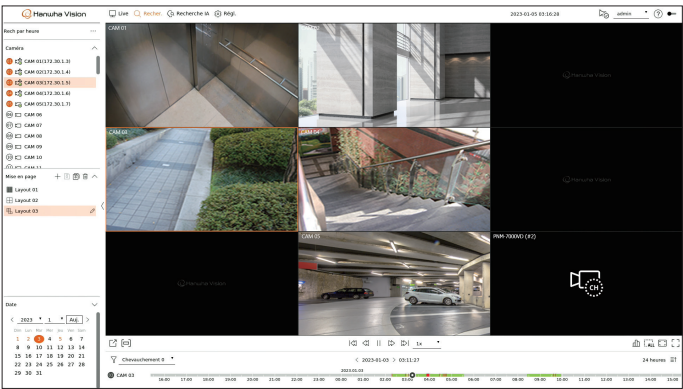 Hanwha Vision
Live Recher. Recherche IA Régl.
2023-01-05 03:16:28
admin
?
Rech par heure
Caméra
CAM 01(172.30.1.3)
CAM 02(172.30.1.4)
CAM 03(172.30.1.5)
CAM 04(172.30.1.6)
CAM 05(172.30.1.7)
CAM 06
CAM 07
CAM 08
CAM 09
CAM 10
Mise en page
Layout 01
Layout 02
Layout 03
Date
2023 1 Auj.
Dim Lun Mar Mer Jeu Ven Sam
1 2 3 4 5 6 7
8 9 10 11 12 13 14
15 16 17 18 19 20 21
22 23 24 25 26 27 28
29 30 31
CAM 01
Hanwha Vision
CAM 03
CAM 04
Hanwha Vision
Hanwha Vision
CAM 05
PNM-7000VD (#2)
CH
1x
ALL
Chevauchement 0
2023-01-03 03:11:27
24 heures
2023.01.03
CAM 03
16:00 17:00 18:00 19:00 20:00 21:00 22:00 23:00 00:00 01:00 02:00 03:00 04:00 05:00 06:00 07:00 08:00 09:00 10:00 11:00 12:00 13:00 14:00 15:00